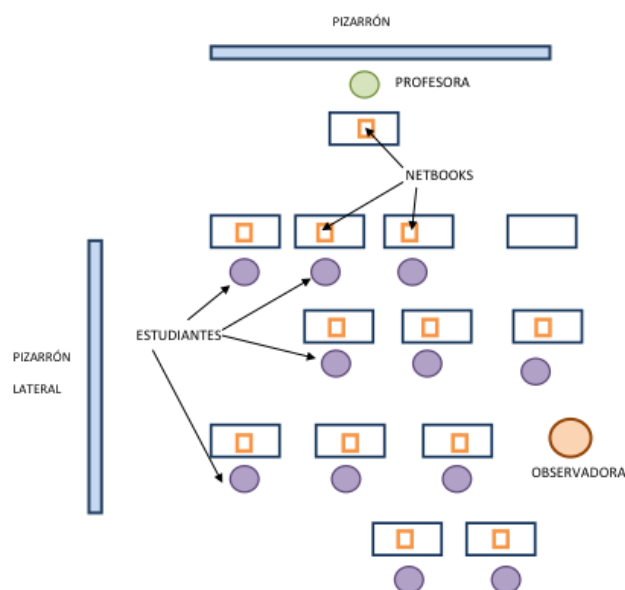 PIZARRÓN
PROFESORA
NETBOOKS
ESTUDIANTES
PIZARRÓN
LATERAL
OBSERVADORA